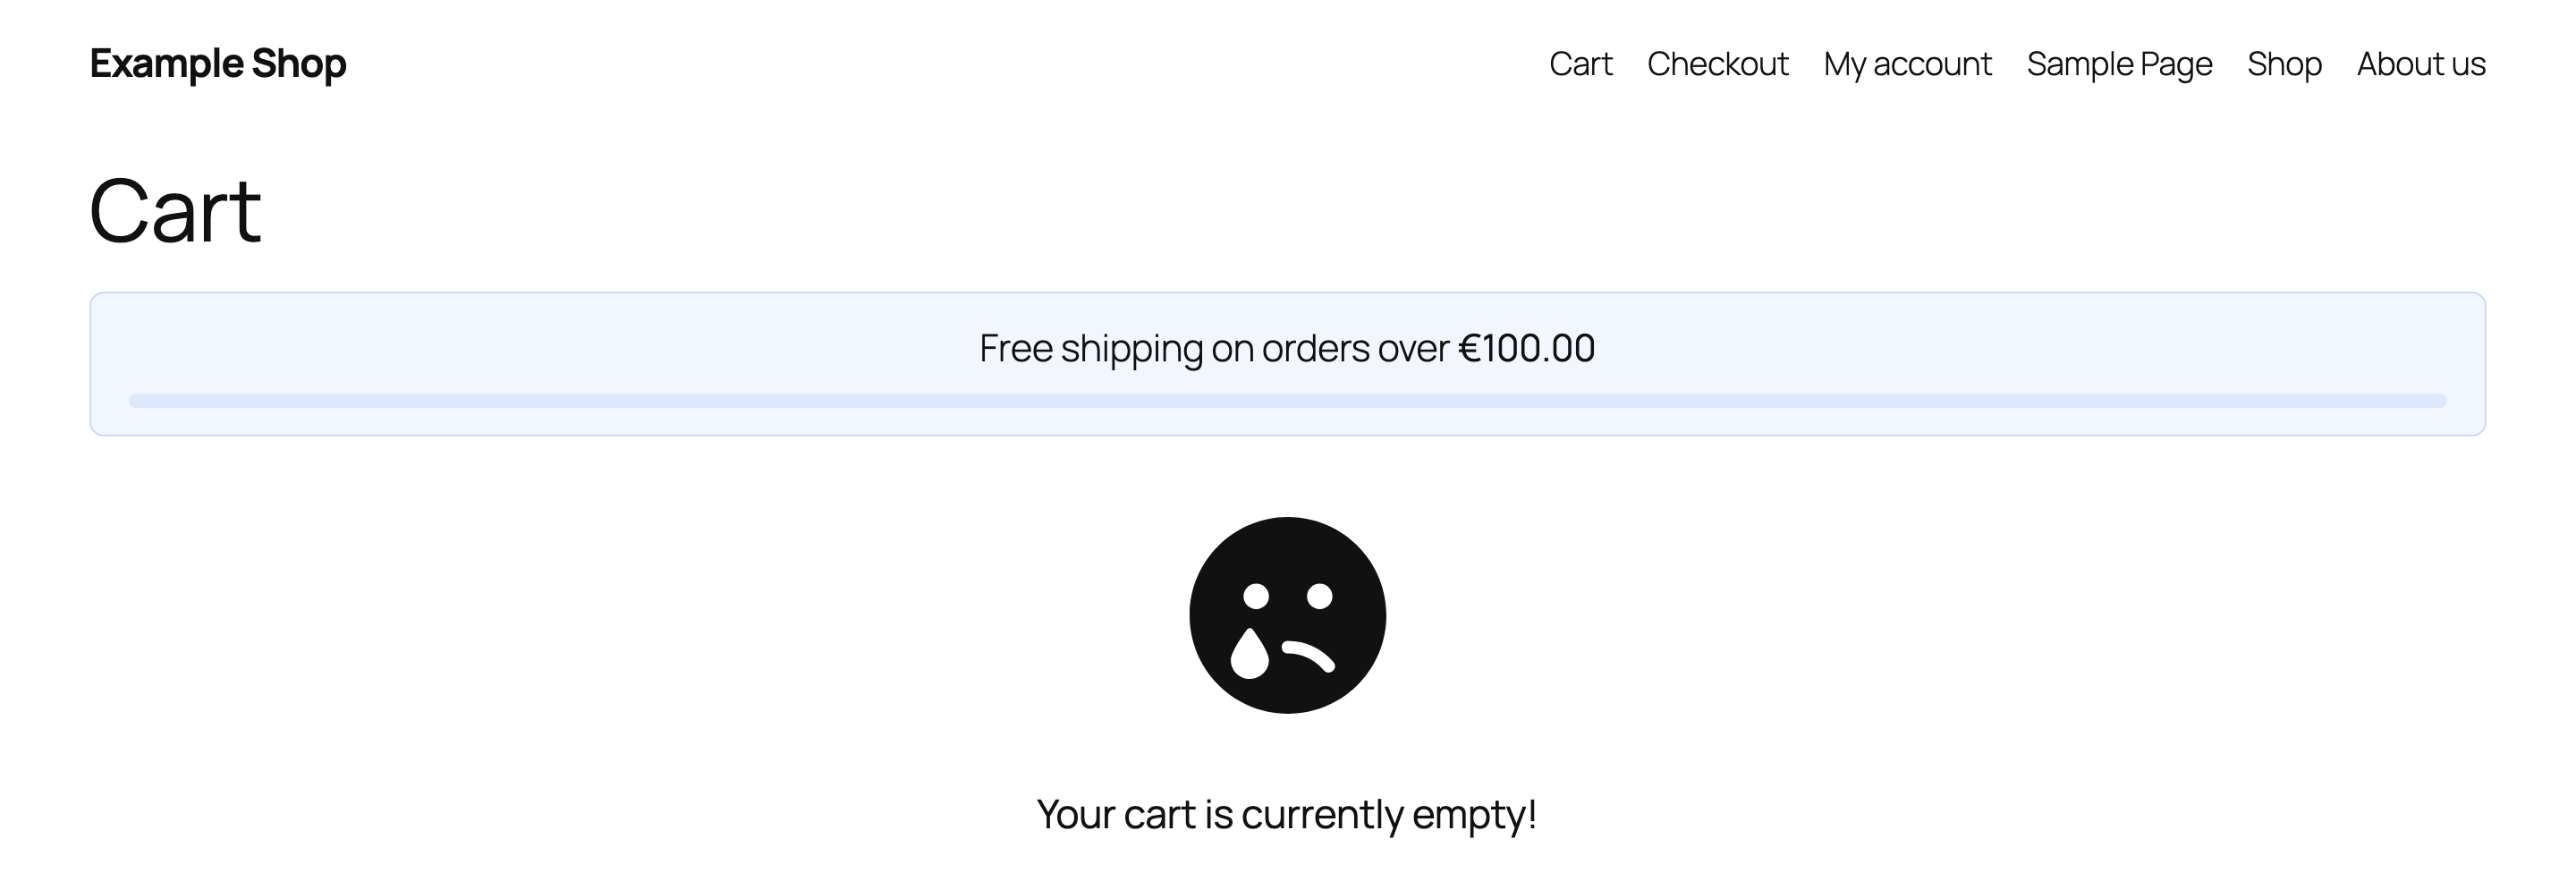 Example Shop
Cart Checkout My account Sample Page Shop About us
Cart
Free shipping on orders over €100.00
Your cart is currently empty!